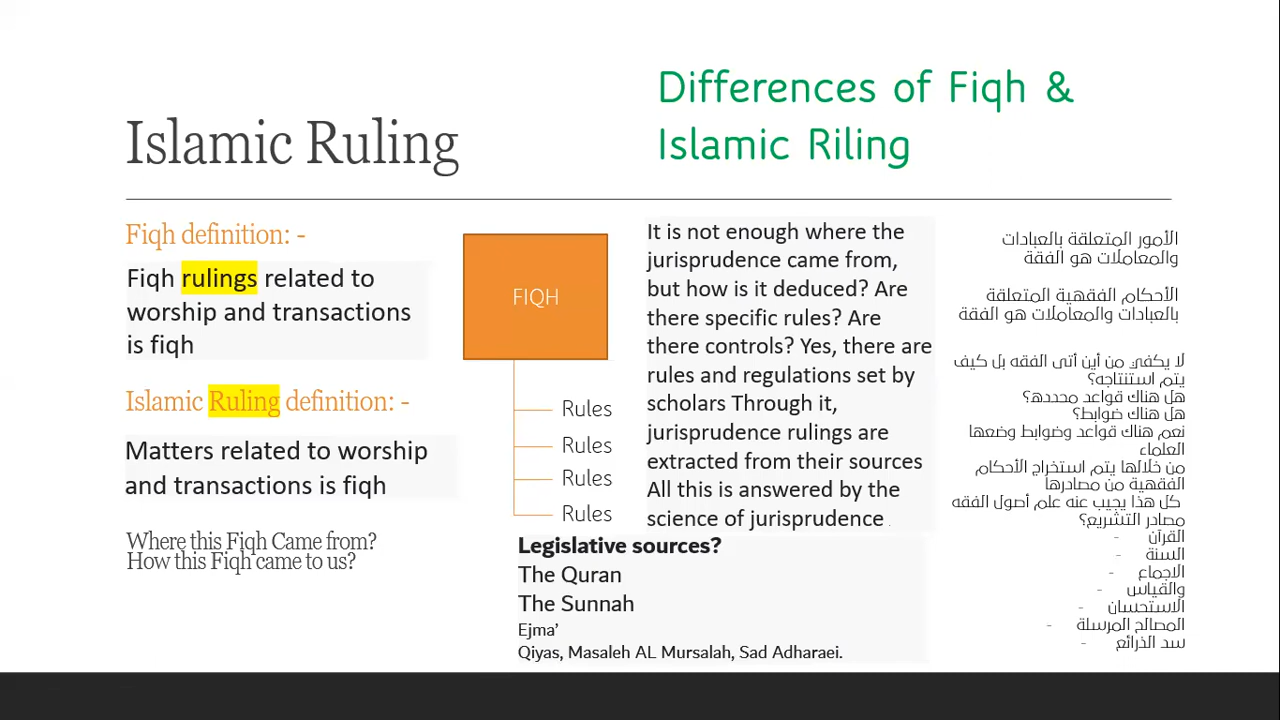 Islamic Ruling
Differences of Fiqh &
Islamic Riling
Fiqh definition: -
Fiqh rulings related to
worship and transactions
is fiqh
Islamic Ruling definition: -
Matters related to worship
and transactions is fiqh
Where this Fiqh Came from?
How this Fiqh came to us?
FIQH
Rules
Rules
Rules
Rules
It is not enough where the
jurisprudence came from,
but how is it deduced? Are
there specific rules? Are
there controls? Yes, there are
rules and regulations set by
scholars Through it,
jurisprudence rulings are
extracted from their sources
All this is answered by the
science of jurisprudence .
Legislative sources?
The Quran
The Sunnah
Ejma’
Qiyas, Masaleh AL Mursalah, Sad Adharaei.
الأمور المتعلقة بالعبادات
والمعاملات هو الفقة
الأحكام الفقهية المتعلقة
بالعبادات والمعاملات هو الفقة
لا يكفي من أين أتى الفقه بل كيف
يتم استنتاجه؟
هل هناك قواعد محدده؟
هل هناك ضوابط؟
نعم هناك قواعد وضوابط وضعها
العلماء
من خلالها يتم استخراج الأحكام
الفقهية من مصادرها
كل هذا يجيب عنه علم أصول الفقه
مصادر التشريع؟
القرآن -
السنة -
الاجماع -
والقياس -
الاستحسان -
المصالح المرسلة -
سد الذرائع -